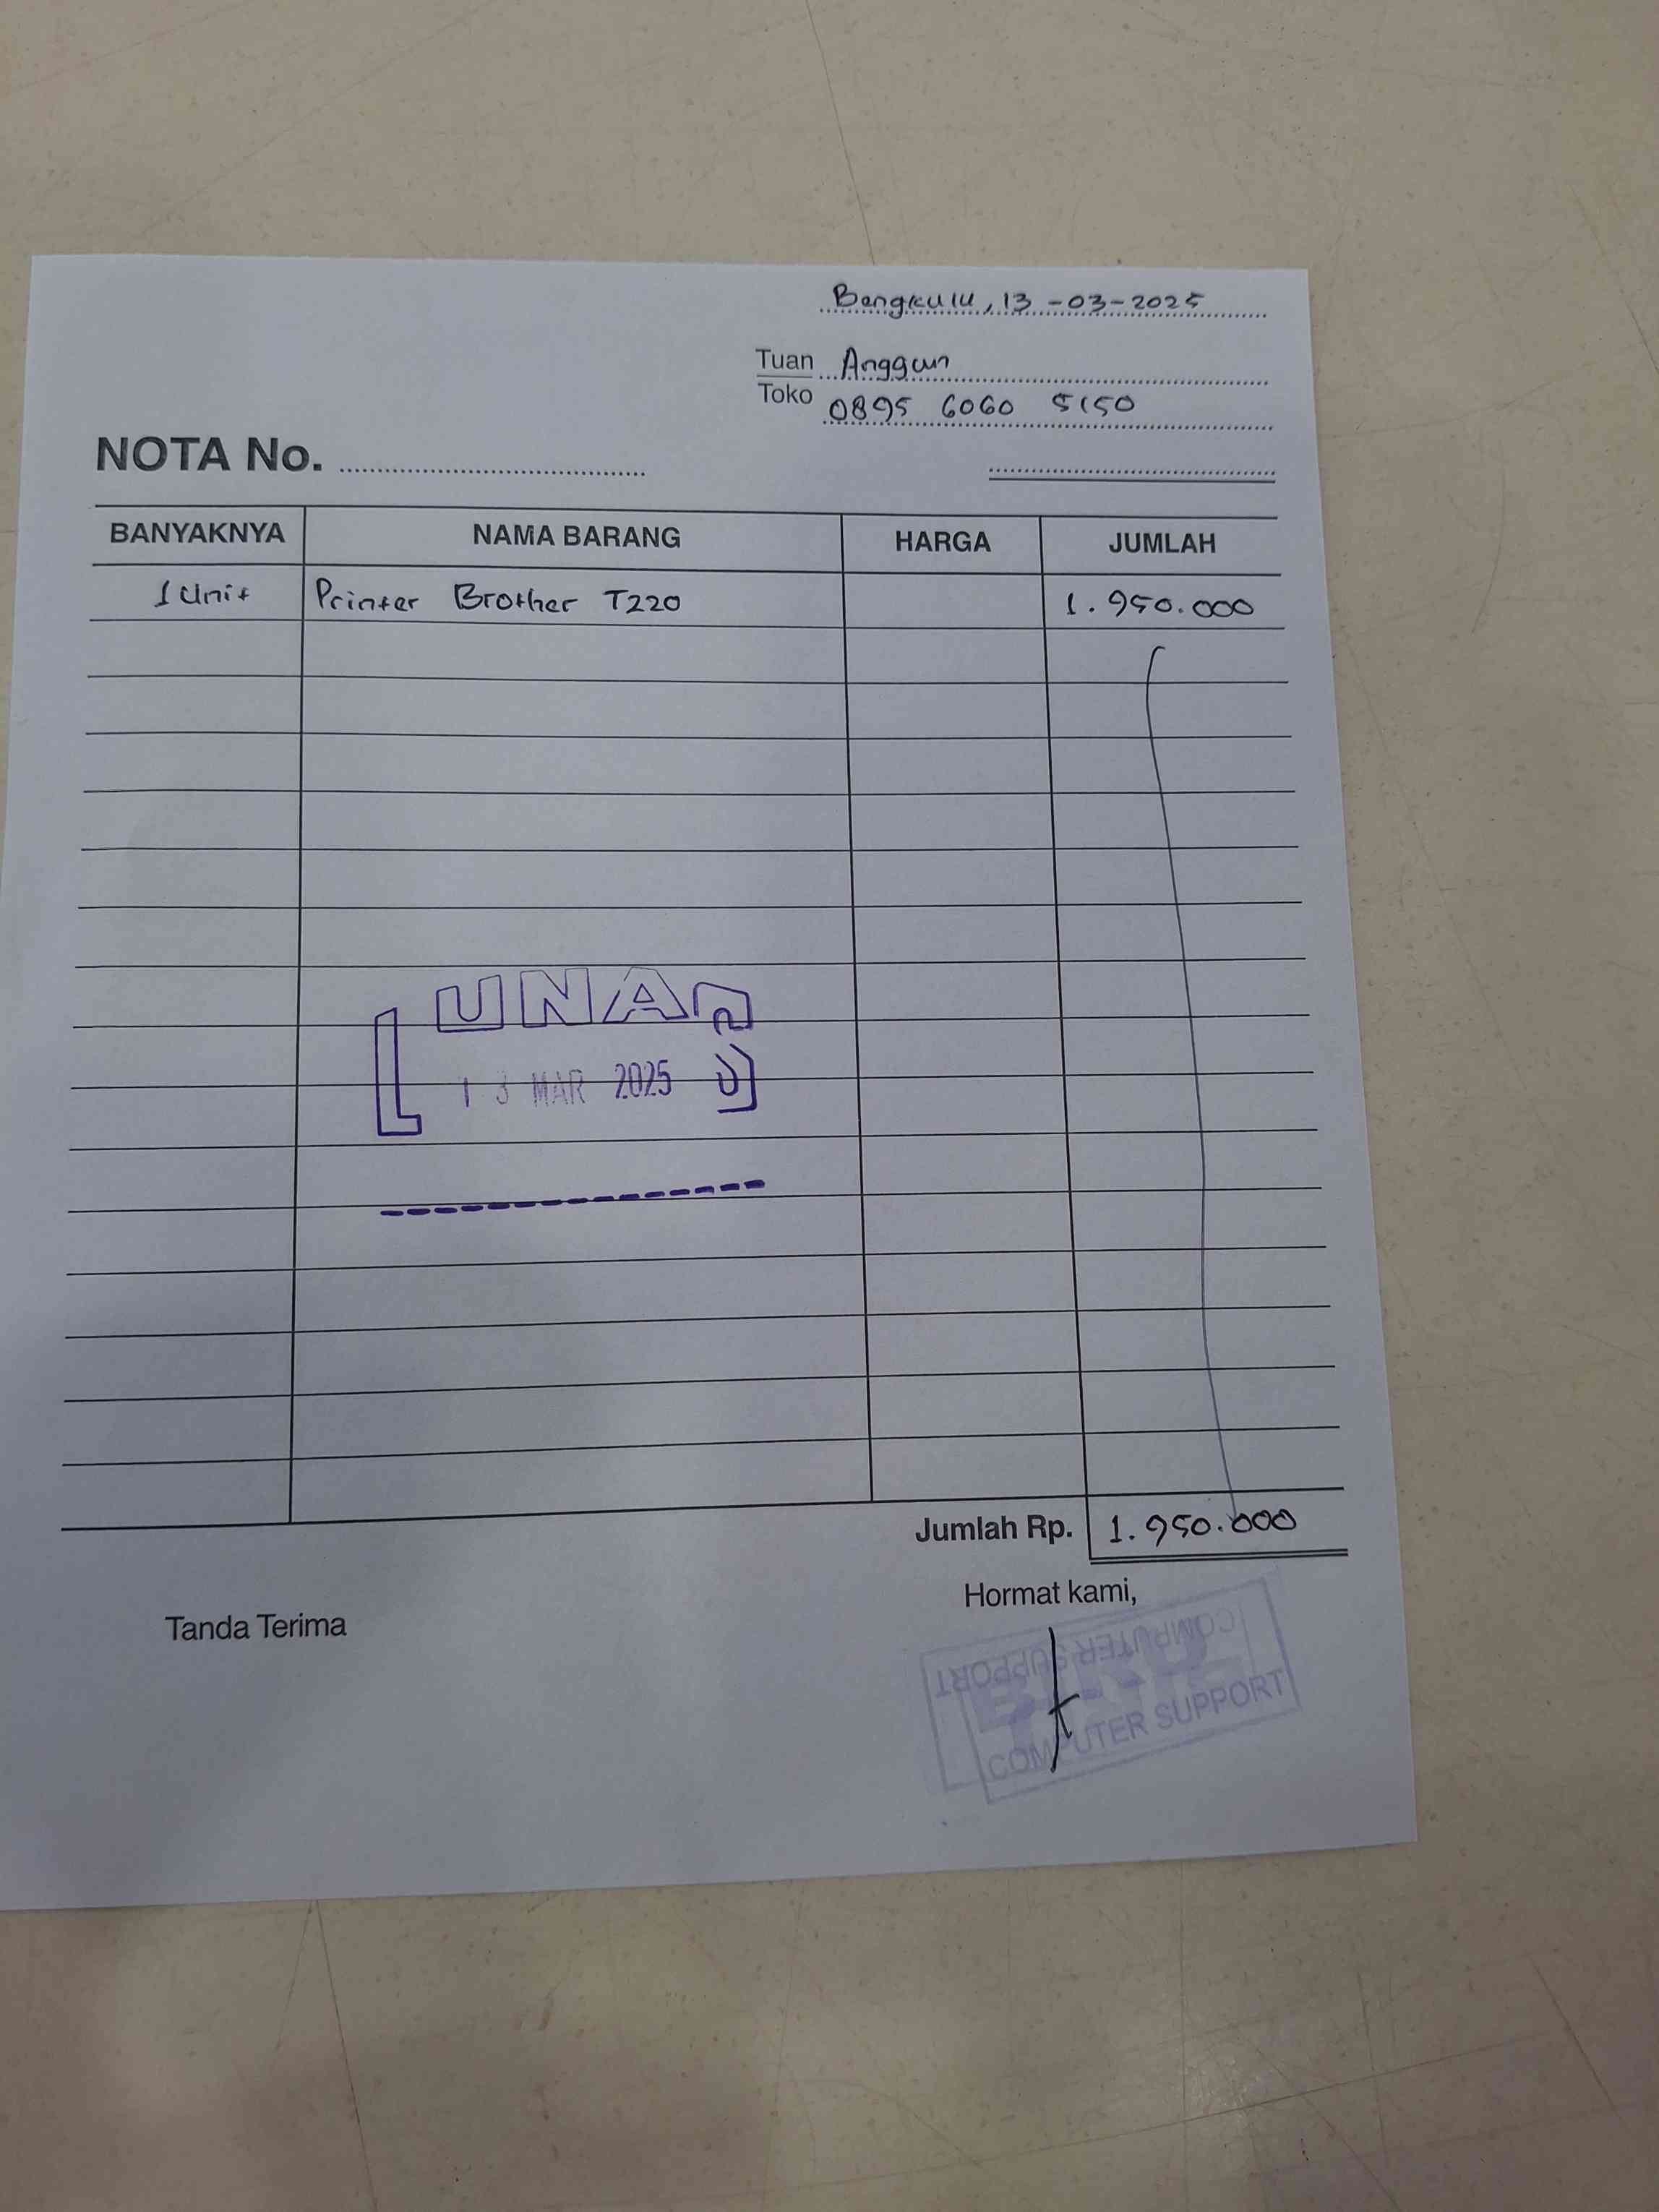 Bengkulu, 13-03-2025
Tuan Anggun
Toko 0895 6060 5150
NOTA No.
BANYAKNYA NAMA BARANG HARGA JUMLAH
1 Unit Printer Brother T220 1.950.000
LUNAS
13 MAR 2025
Jumlah Rp. 1.950.000
Tanda Terima
Hormat kami,
COMPUTER SUPPORT
COMPUTER SUPPORT